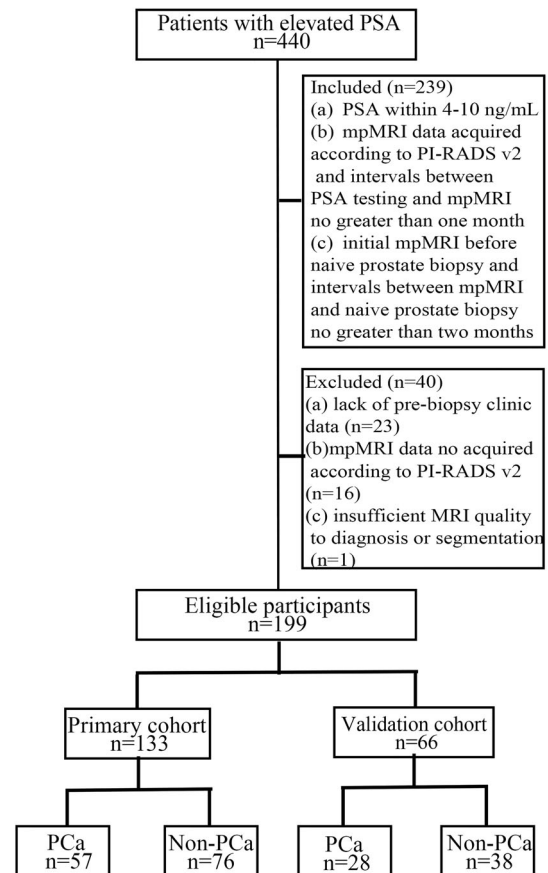 Patients with elevated PSA
n=440
Included (n=239)
(a) PSA within 4-10 ng/mL
(b) mpMRI data acquired
according to PI-RADS v2
and intervals between
PSA testing and mpMRI
no greater than one month
(c) initial mpMRI before
naive prostate biopsy and
intervals between mpMRI
and naive prostate biopsy
no greater than two months
Excluded (n=40)
(a) lack of pre-biopsy clinic
data (n=23)
(b)mpMRI data no acquired
according to PI-RADS v2
(n=16)
(c) insufficient MRI quality
to diagnosis or segmentation
(n=1)
Eligible participants
n=199
Primary cohort
n=133
Validation cohort
n=66
PCa
n=57
Non-PCa
n=76
PCa
n=28
Non-PCa
n=38